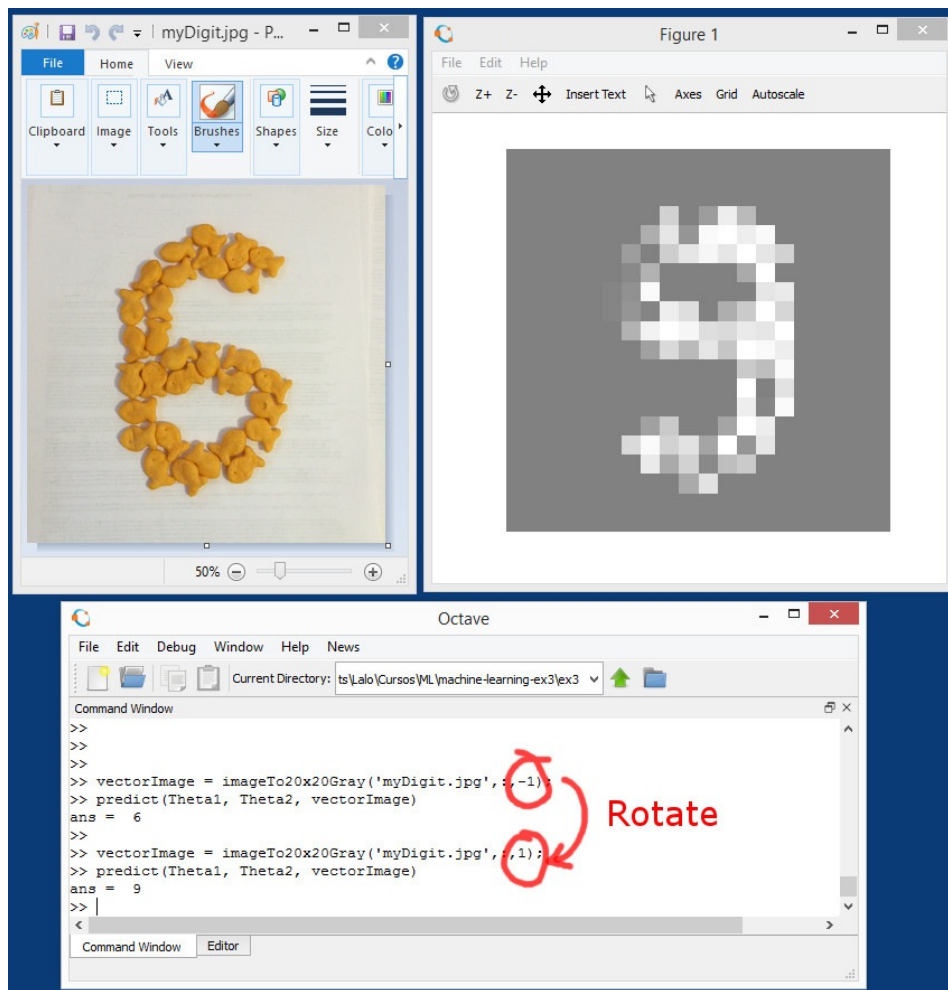 myDigit.jpg - P...
File Home View
Clipboard Image Tools Brushes Shapes Size Colo
50%
Figure 1
File Edit Help
Z+ Z- Insert Text Axes Grid Autoscale
Octave
File Edit Debug Window Help News
Current Directory: ts\Lalo\Cursos\ML\machine-learning-ex3\ex3
Command Window
>>
>>
>>
>> vectorImage = imageTo20x20Gray('myDigit.jpg',:,-1);
>> predict(Theta1, Theta2, vectorImage)
ans = 6
>>
>> vectorImage = imageTo20x20Gray('myDigit.jpg',:,1);
>> predict(Theta1, Theta2, vectorImage)
ans = 9
>>
Rotate
Command Window Editor